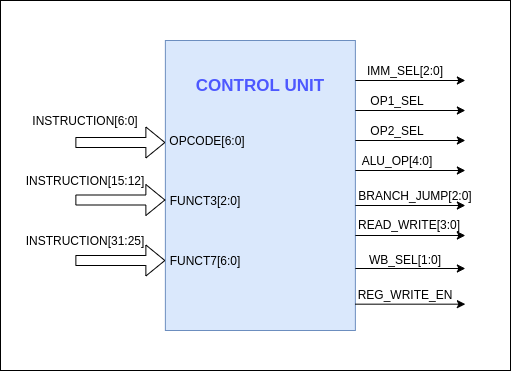 CONTROL UNIT
INSTRUCTION[6:0]
OPCODE[6:0]
INSTRUCTION[15:12]
FUNCT3[2:0]
INSTRUCTION[31:25]
FUNCT7[6:0]
IMM_SEL[2:0]
OP1_SEL
OP2_SEL
ALU_OP[4:0]
BRANCH_JUMP[2:0]
READ_WRITE[3:0]
WB_SEL[1:0]
REG_WRITE_EN